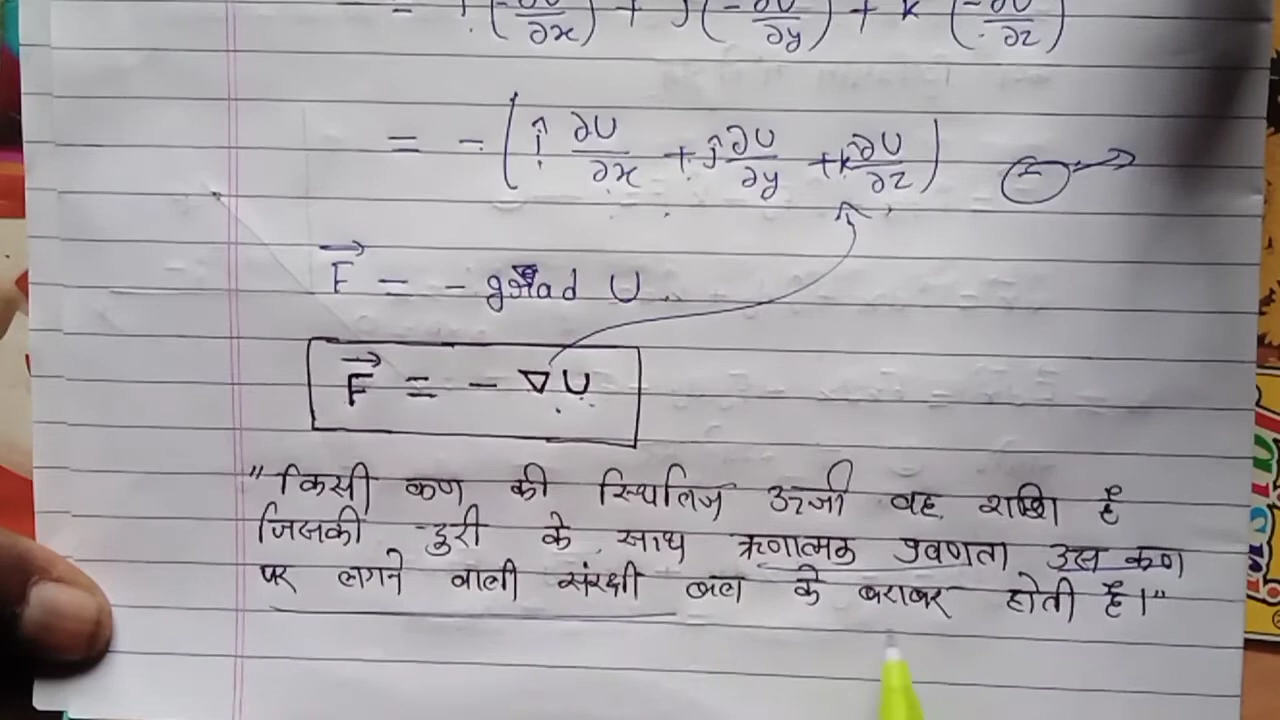 = î (-∂U/∂x) + ĵ (-∂U/∂y) + k (-∂U/∂z)
= - (î ∂U/∂x + ĵ ∂U/∂y + k̂ ∂U/∂z)
F⃗ = - grad U
F⃗ = - ∇U
"किसी कण की स्थितिज ऊर्जा वह राशि है
जिसकी दुरी के साथ ऋणात्मक प्रवणता उस कण
पर लगने वाली संरक्षी बल के बराबर होती है।"